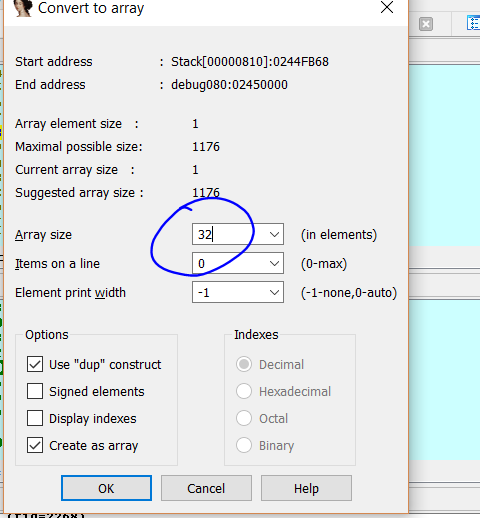 Convert to array
Start address : Stack[00000810]:0244FB68
End address : debug080:02450000
Array element size : 1
Maximal possible size: 1176
Current array size : 1
Suggested array size : 1176
Array size 32 (in elements)
Items on a line 0 (0-max)
Element print width -1 (-1-none,0-auto)
Options Indexes
Use "dup" construct Decimal
Signed elements Hexadecimal
Display indexes Octal
Create as array Binary
OK Cancel Help
(tid=2268)